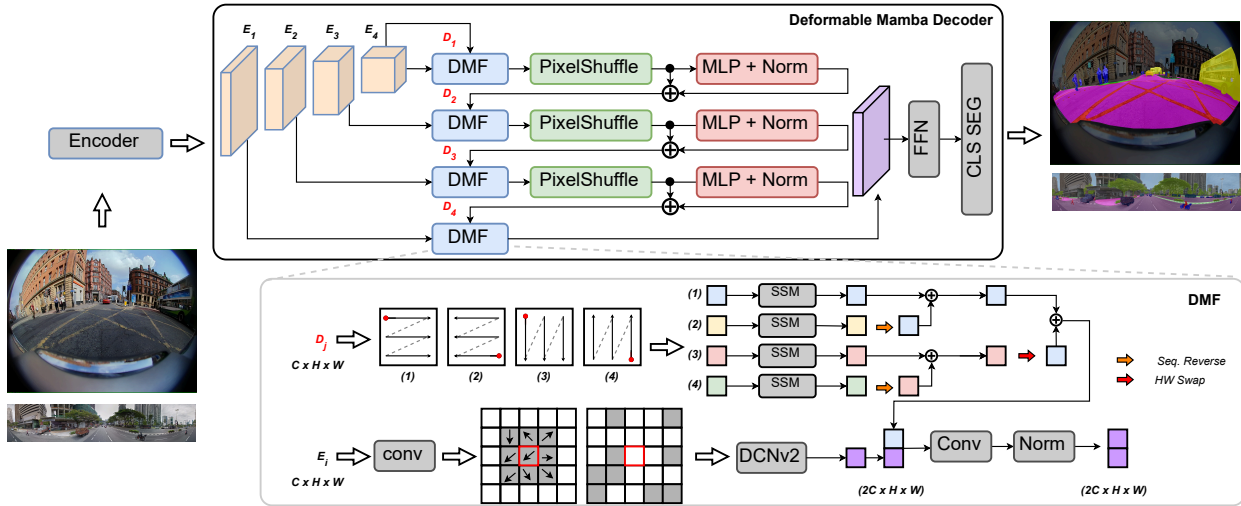 Deformable Mamba Decoder
E1 E2 E3 E4 D1
DMF PixelShuffle MLP + Norm
D2
DMF PixelShuffle MLP + Norm
D3
DMF PixelShuffle MLP + Norm
D4
DMF
FFN
CLS SEG
Encoder
DMF
Dj
C x H x W
(1) (2) (3) (4)
(1) SSM
(2) SSM
(3) SSM
(4) SSM
Seq. Reverse
HW Swap
Ei
C x H x W
conv
DCNv2
Conv
Norm
(2C x H x W) (2C x H x W)